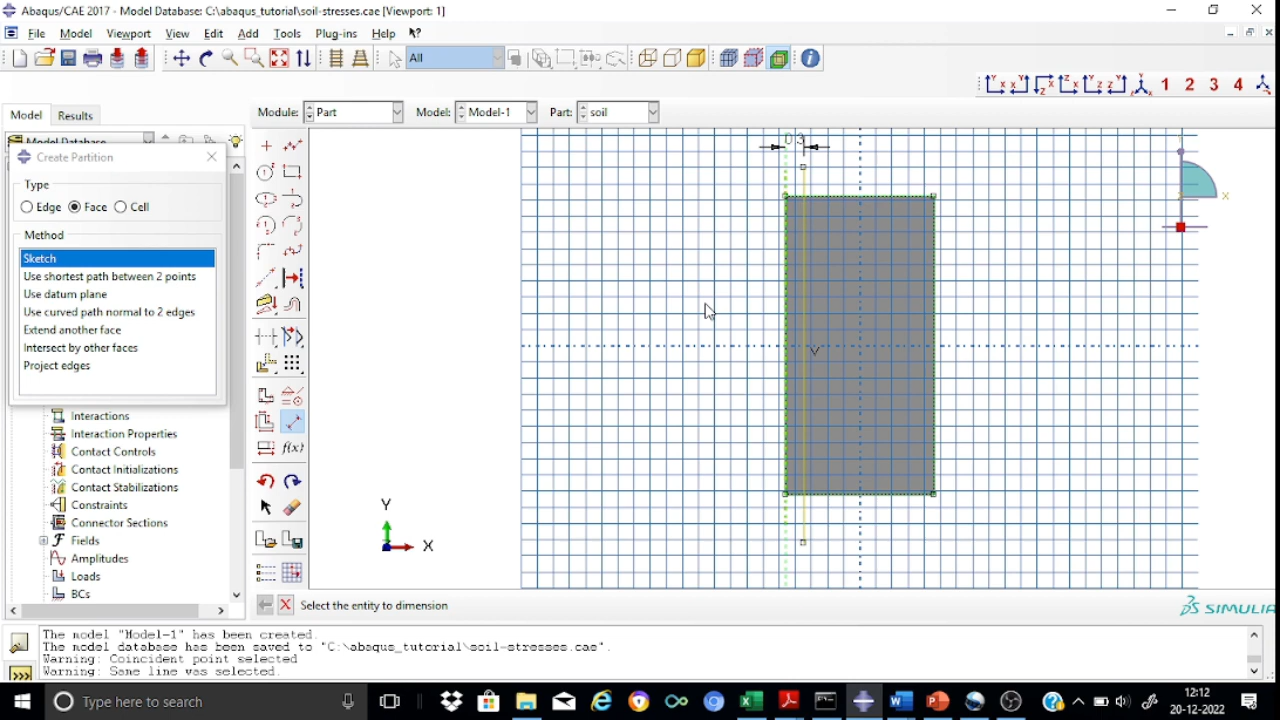 Abaqus/CAE 2017 - Model Database: C:\abaqus_tutorial\soil-stresses.cae [Viewport: 1]
File Model Viewport View Edit Add Tools Plug-ins Help
All
1 2 3 4
Model Results
Module: Part Model: Model-1 Part: soil
Model Database
Create Partition
Type
Edge Face Cell
Method
Sketch
Use shortest path between 2 points
Use datum plane
Use curved path normal to 2 edges
Extend another face
Intersect by other faces
Project edges
Interactions
Interaction Properties
Contact Controls
Contact Initializations
Contact Stabilizations
Constraints
Connector Sections
Fields
Amplitudes
Loads
BCs
f(x)
X
V
Y
X
Select the entity to dimension
SIMULIA
The model "Model-1" has been created.
The model database has been saved to "C:\abaqus_tutorial\soil-stresses.cae".
Warning: Coincident point selected
Warning: Same line was selected.
Type here to search
12:12
20-12-2022